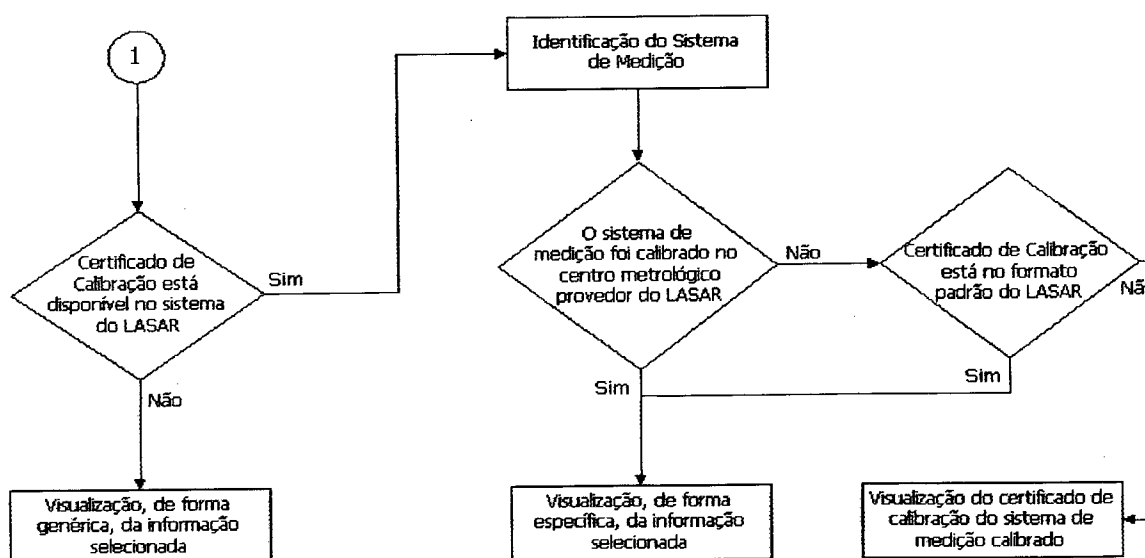 1
Identificação do Sistema
de Medição
Certificado de
Calibração está
disponível no sistema
do LASAR
Sim
Não
O sistema de
medição foi calibrado no
centro metrológico
provedor do LASAR
Não
Sim
Certificado de Calibração
está no formato
padrão do LASAR
Nã
Sim
Visualização, de forma
genérica, da informação
selecionada
Visualização, de forma
específica, da informação
selecionada
Visualização do certificado de
calibração do sistema de
medição calibrado